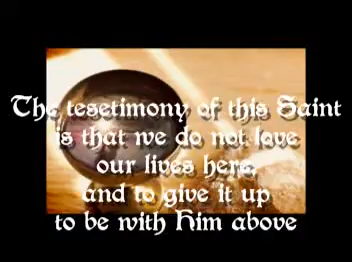 The tesetimony of this Saint
is that we do not love
our lives here,
and to give it up
to be with Him above